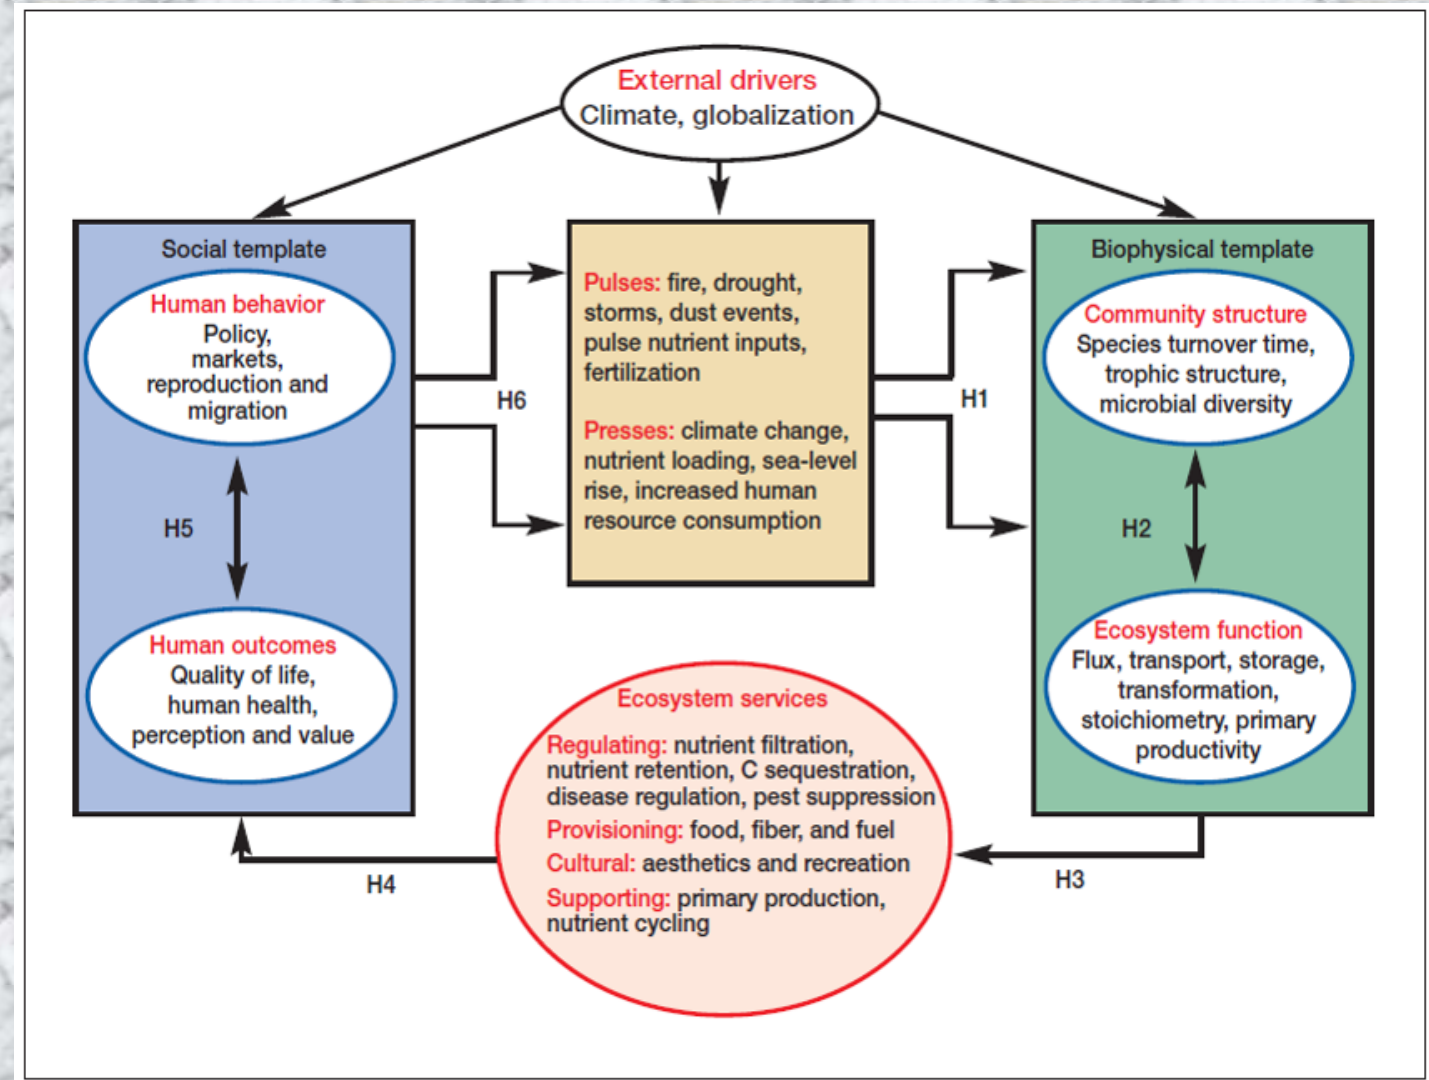 External drivers
Climate, globalization
Social template
Human behavior
Policy,
markets,
reproduction and
migration
H5
Human outcomes
Quality of life,
human health,
perception and value
H6
Pulses: fire, drought,
storms, dust events,
pulse nutrient inputs,
fertilization
Presses: climate change,
nutrient loading, sea-level
rise, increased human
resource consumption
H1
Biophysical template
Community structure
Species turnover time,
trophic structure,
microbial diversity
H2
Ecosystem function
Flux, transport, storage,
transformation,
stoichiometry, primary
productivity
Ecosystem services
Regulating: nutrient filtration,
nutrient retention, C sequestration,
disease regulation, pest suppression
Provisioning: food, fiber, and fuel
Cultural: aesthetics and recreation
Supporting: primary production,
nutrient cycling
H4
H3